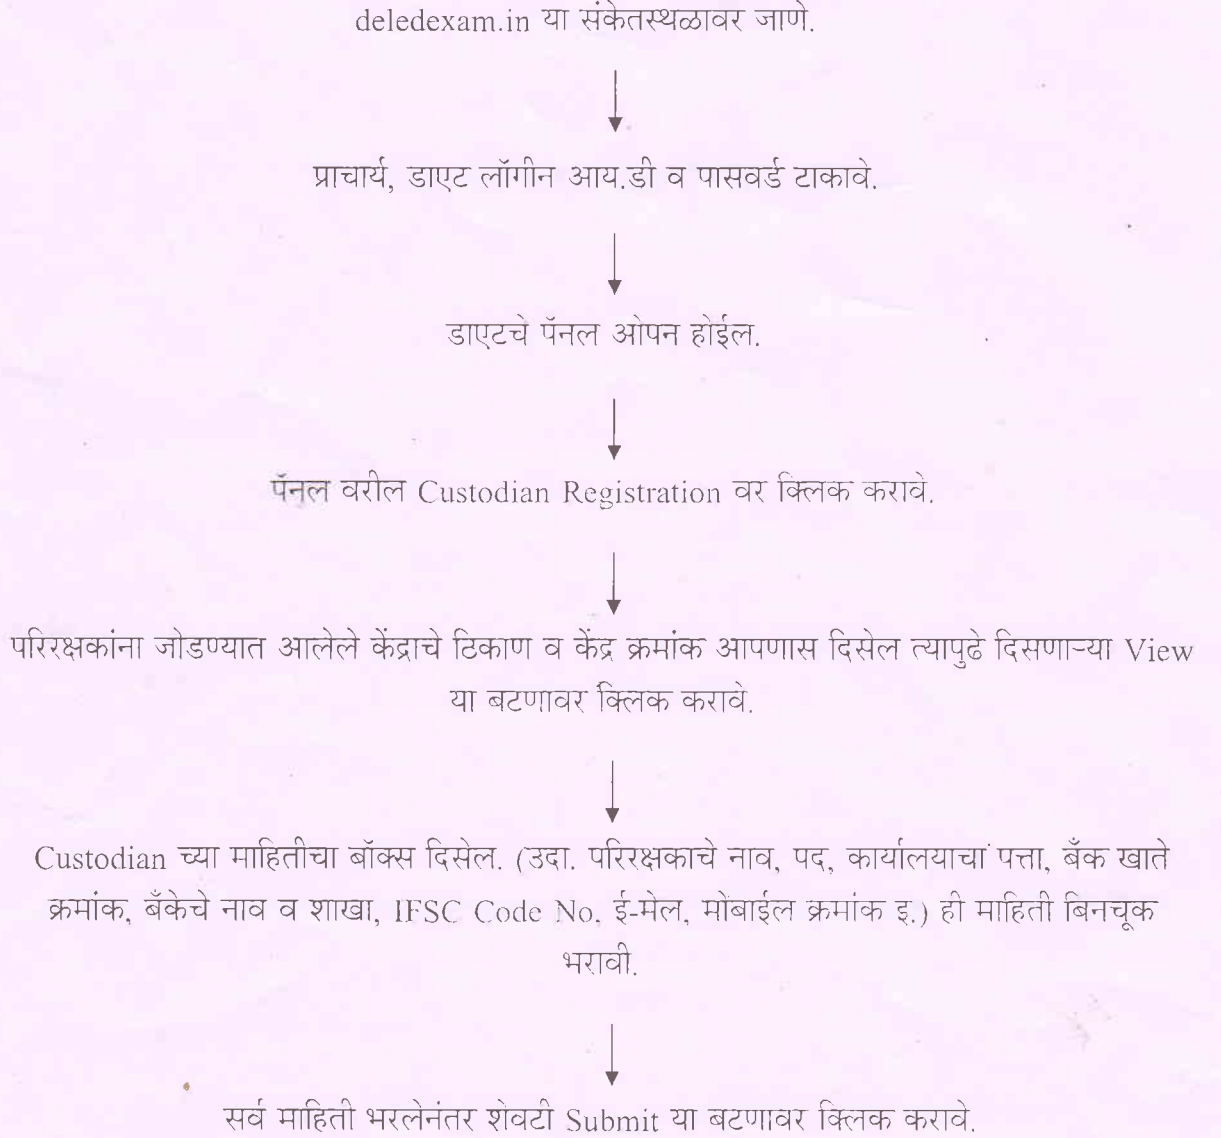 deledexam.in या संकेतस्थळावर जाणे.
प्राचार्य, डाएट लॉगीन आय.डी व पासवर्ड टाकावे.
डाएटचे पॅनल ओपन होईल.
पॅनल वरील Custodian Registration वर क्लिक करावे.
परिरक्षकांना जोडण्यात आलेले केंद्राचे ठिकाण व केंद्र क्रमांक आपणास दिसेल त्यापुढे दिसणाऱ्या View
या बटणावर क्लिक करावे.
Custodian च्या माहितीचा बॉक्स दिसेल. (उदा. परिरक्षकाचे नाव, पद, कार्यालयाचा पत्ता, बँक खाते
क्रमांक, बँकेचे नाव व शाखा, IFSC Code No, ई-मेल, मोबाईल क्रमांक इ.) ही माहिती बिनचूक
भरावी.
सर्व माहिती भरलेनंतर शेवटी Submit या बटणावर क्लिक करावे.